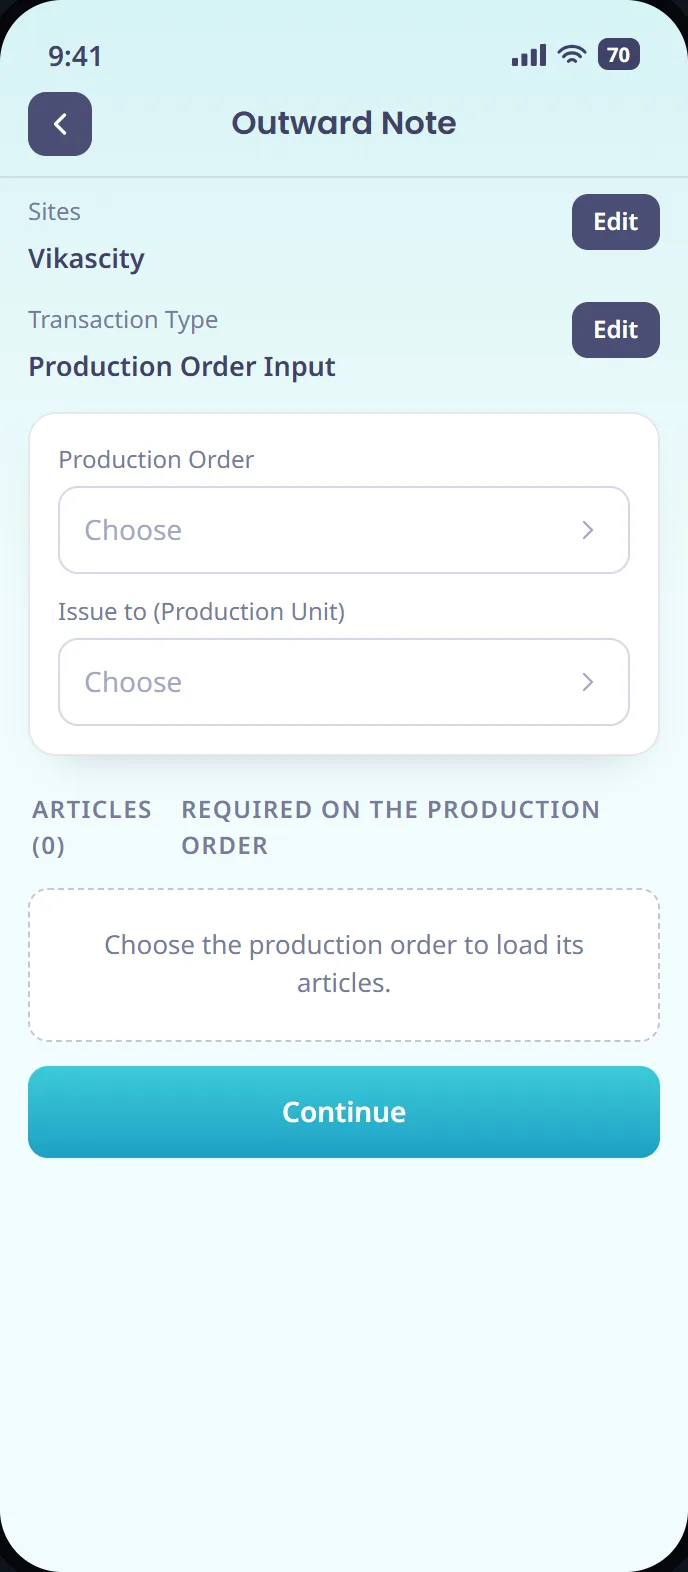 9:41
70
Outward Note
Sites
Edit
Vikascity
Transaction Type
Edit
Production Order Input
Production Order
Choose
Issue to (Production Unit)
Choose
ARTICLES (0)
REQUIRED ON THE PRODUCTION ORDER
Choose the production order to load its
articles.
Continue